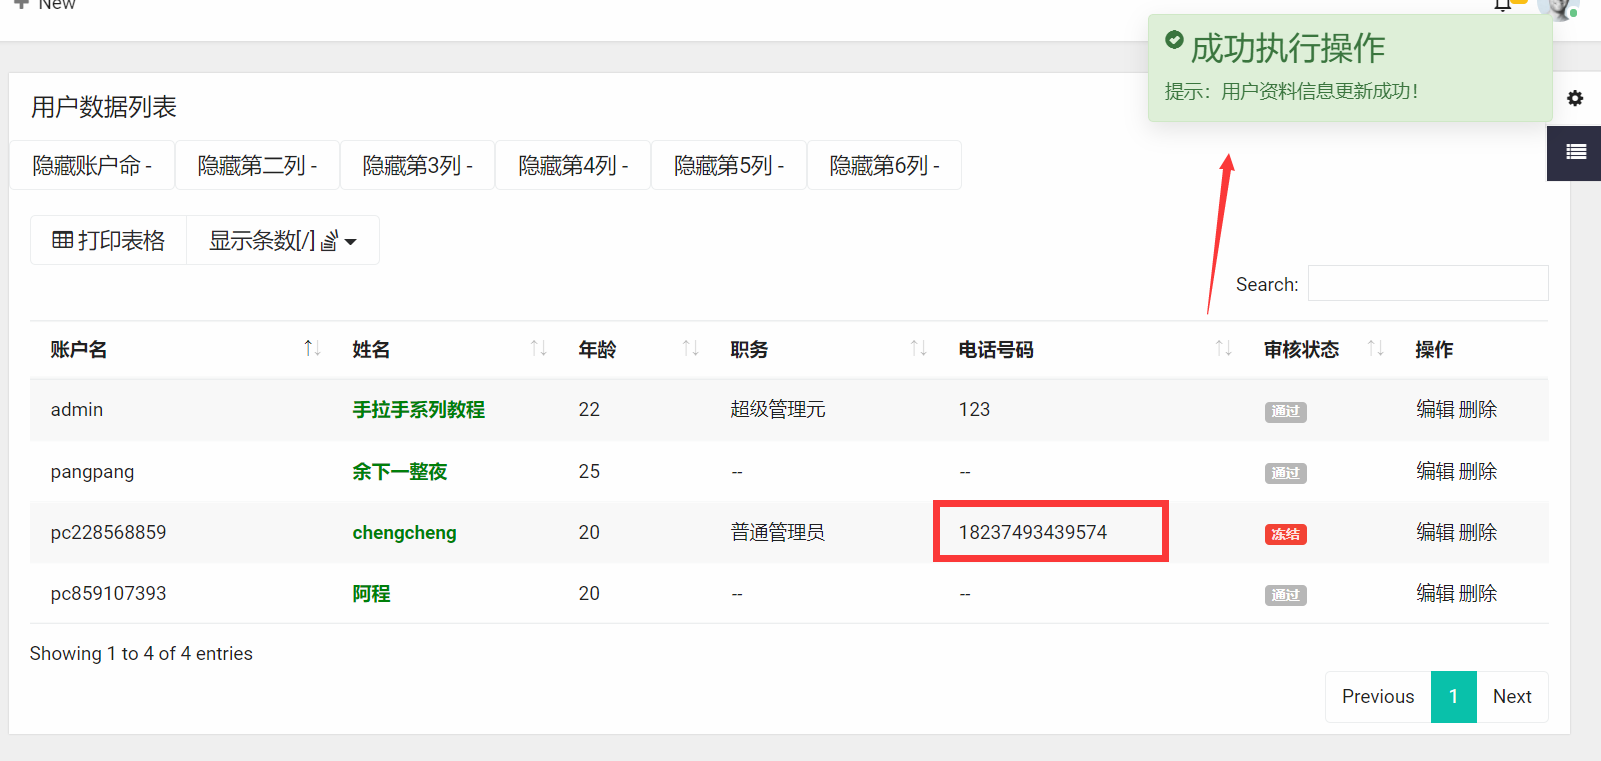 New
成功执行操作
提示：用户资料信息更新成功！
用户数据列表
隐藏账户命 - 隐藏第二列 - 隐藏第3列 - 隐藏第4列 - 隐藏第5列 - 隐藏第6列 -
打印表格 显示条数[/]
Search:
账户名 姓名 年龄 职务 电话号码 审核状态 操作
admin 手拉手系列教程 22 超级管理元 123 通过 编辑 删除
pangpang 余下一整夜 25 -- -- 通过 编辑 删除
pc228568859 chengcheng 20 普通管理员 18237493439574 冻结 编辑 删除
pc859107393 阿程 20 -- -- 通过 编辑 删除
Showing 1 to 4 of 4 entries
Previous 1 Next